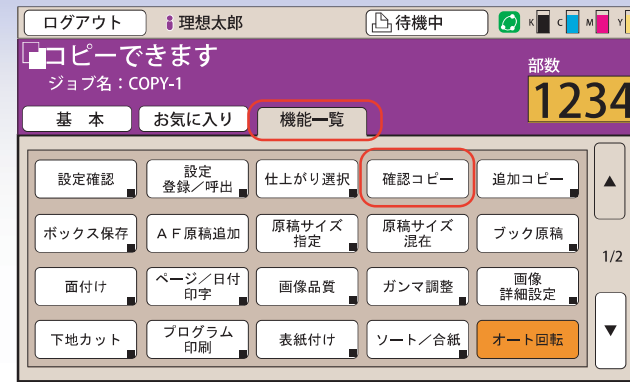 ログアウト
理想太郎
待機中
K
C
M
Y
コピーできます
ジョブ名：COPY-1
部数
1234
基 本
お気に入り
機能一覧
設定確認
設定
登録／呼出
仕上がり選択
確認コピー
追加コピー
ボックス保存
ＡＦ原稿追加
原稿サイズ
指定
原稿サイズ
混在
ブック原稿
1/2
面付け
ページ／日付
印字
画像品質
ガンマ調整
画像
詳細設定
下地カット
プログラム
印刷
表紙付け
ソート／合紙
オート回転